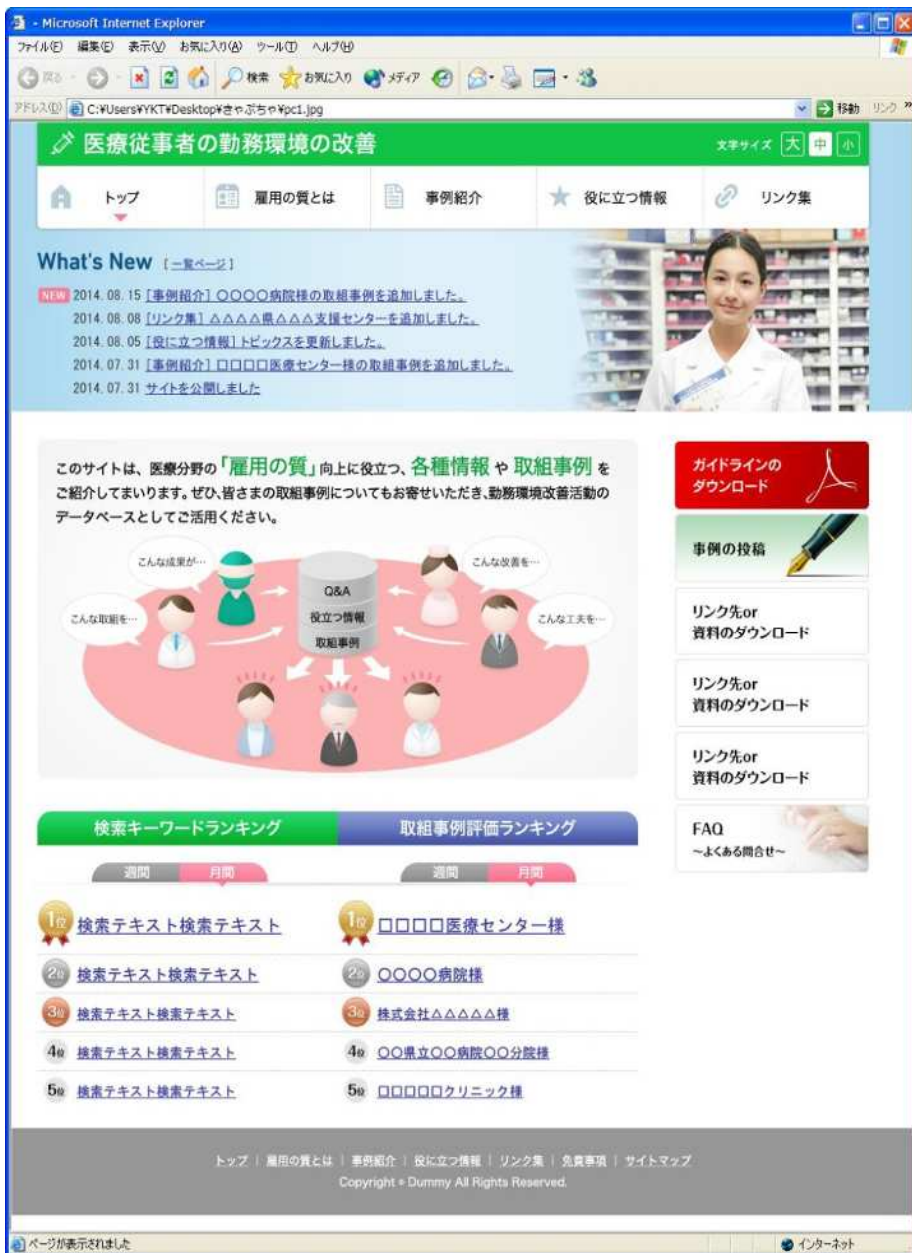 - Microsoft Internet Explorer
ファイル(F) 編集(E) 表示(V) お気に入り(A) ツール(T) ヘルプ(H)
戻る 検索 お気に入り メディア
アドレス(D) C:¥Users¥YKT¥Desktop¥きゃぷちゃ¥pc1.jpg 移動 リンク »
医療従事者の勤務環境の改善 文字サイズ 大 中 小
トップ 雇用の質とは 事例紹介 役に立つ情報 リンク集
What's New [一覧ページ]
NEW 2014. 08. 15 [事例紹介] 〇〇〇〇病院様の取組事例を追加しました。
2014. 08. 08 [リンク集] △△△△県△△△支援センターを追加しました。
2014. 08. 05 [役に立つ情報] トピックスを更新しました。
2014. 07. 31 [事例紹介] □□□□医療センター様の取組事例を追加しました。
2014. 07. 31 サイトを公開しました
このサイトは、医療分野の「雇用の質」向上に役立つ、各種情報 や 取組事例 を
ご紹介してまいります。ぜひ、皆さまの取組事例についてもお寄せいただき、勤務環境改善活動の
データベースとしてご活用ください。
こんな成果が… こんな改善を…
こんな取組を… こんな工夫を…
Q&A
役立つ情報
取組事例
ガイドラインの
ダウンロード
事例の投稿
リンク先or
資料のダウンロード
リンク先or
資料のダウンロード
リンク先or
資料のダウンロード
FAQ
～よくある問合せ～
検索キーワードランキング 取組事例評価ランキング
週間 月間 週間 月間
1位 検索テキスト検索テキスト 1位 □□□□医療センター様
2位 検索テキスト検索テキスト 2位 〇〇〇〇病院様
3位 検索テキスト検索テキスト 3位 株式会社△△△△△様
4位 検索テキスト検索テキスト 4位 〇〇県立〇〇病院〇〇分院様
5位 検索テキスト検索テキスト 5位 □□□□□クリニック様
トップ | 雇用の質とは | 事例紹介 | 役に立つ情報 | リンク集 | 免責事項 | サイトマップ
Copyright © Dummy All Rights Reserved.
ページが表示されました インターネット